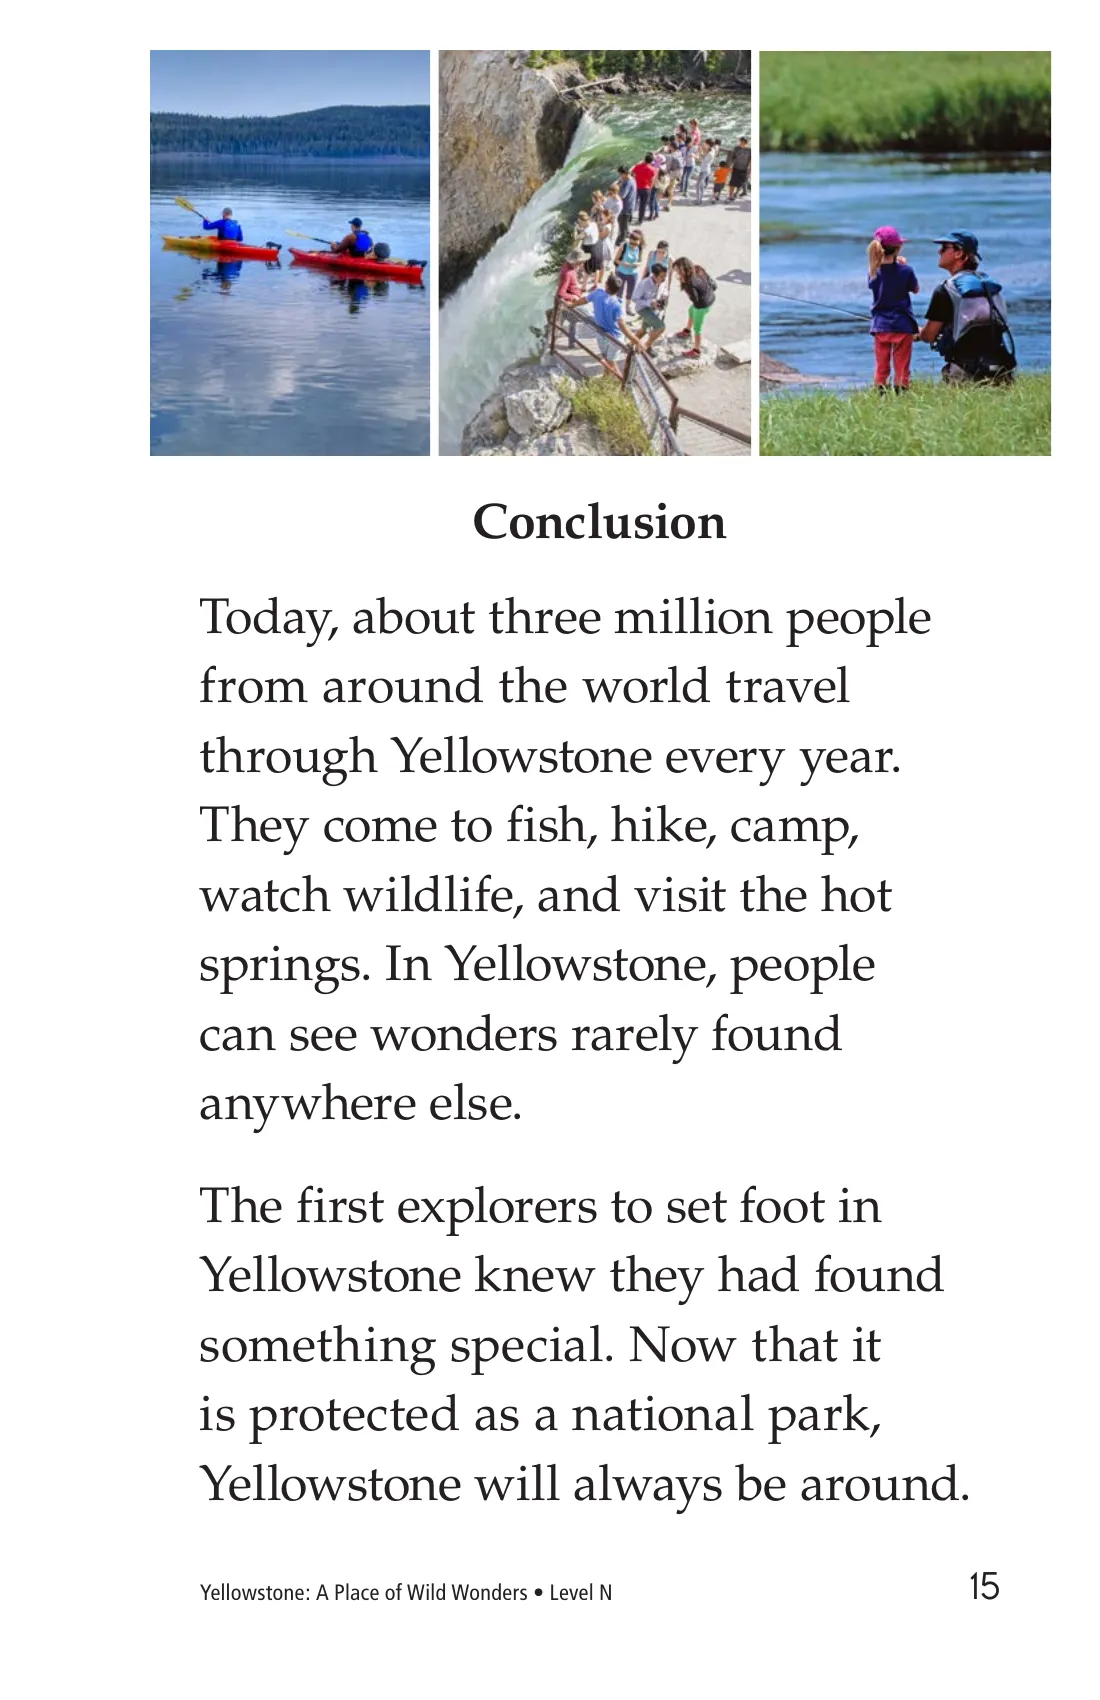 Conclusion
Today, about three million people
from around the world travel
through Yellowstone every year.
They come to fish, hike, camp,
watch wildlife, and visit the hot
springs. In Yellowstone, people
can see wonders rarely found
anywhere else.
The first explorers to set foot in
Yellowstone knew they had found
something special. Now that it
is protected as a national park,
Yellowstone will always be around.
Yellowstone: A Place of Wild Wonders • Level N
15